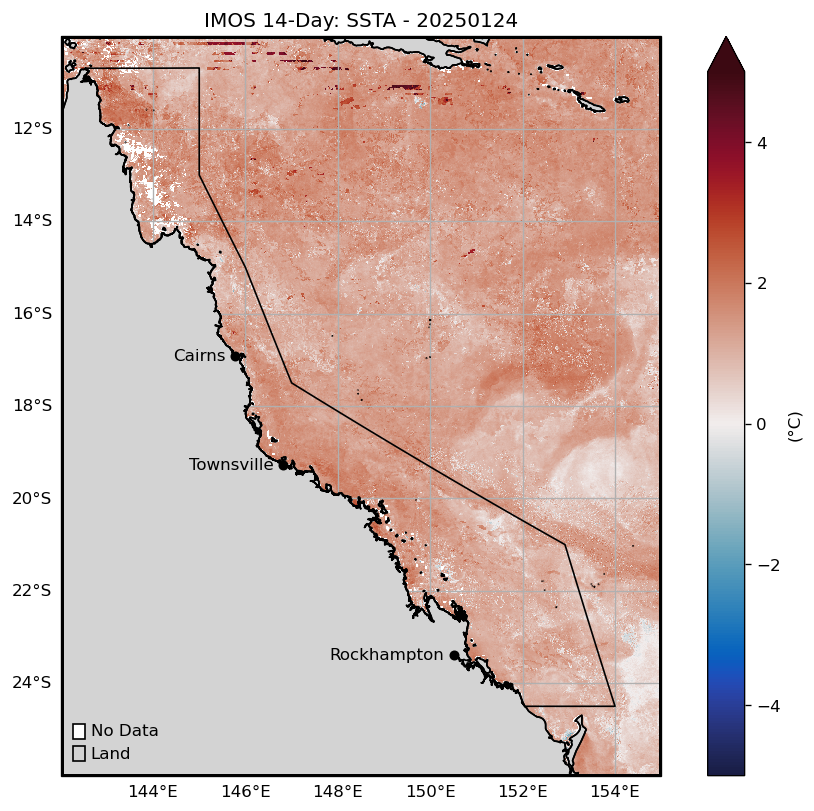 IMOS 14-Day: SSTA - 20250124
12°S
14°S
16°S
18°S
20°S
22°S
24°S
Cairns
Townsville
Rockhampton
No Data
Land
144°E 146°E 148°E 150°E 152°E 154°E
4
2
0
−2
−4
(°C)